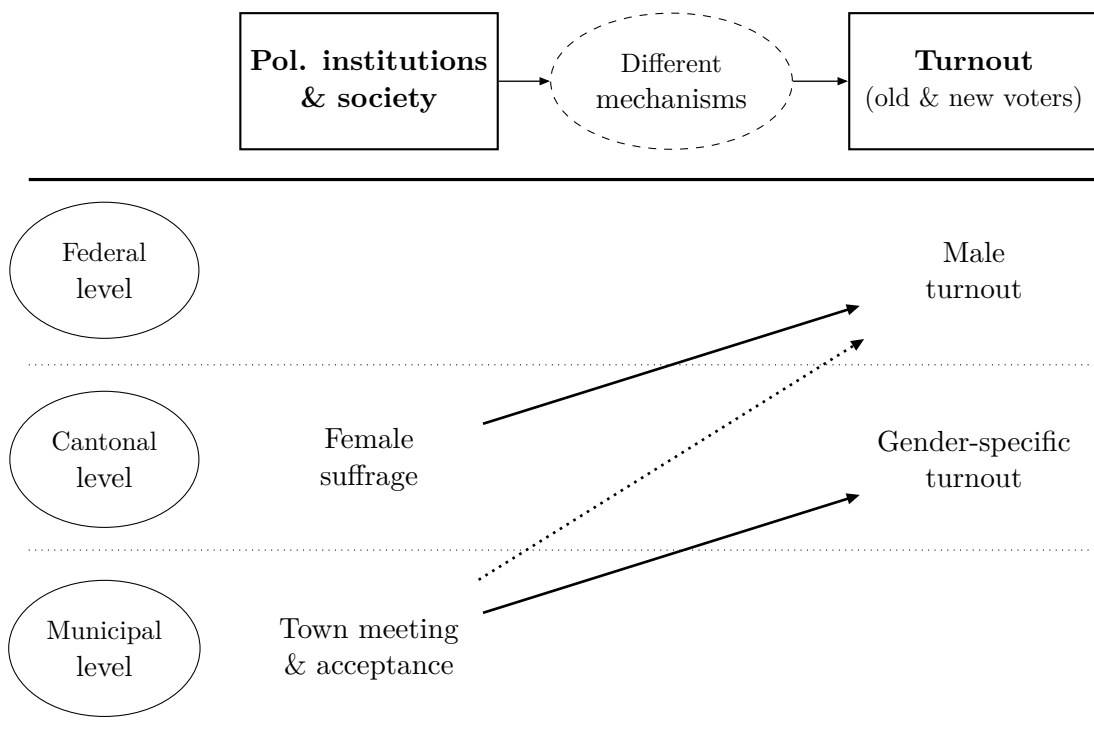 Pol. institutions
& society
Different
mechanisms
Turnout
(old & new voters)
Federal
level
Male
turnout
Cantonal
level
Female
suffrage
Gender-specific
turnout
Municipal
level
Town meeting
& acceptance